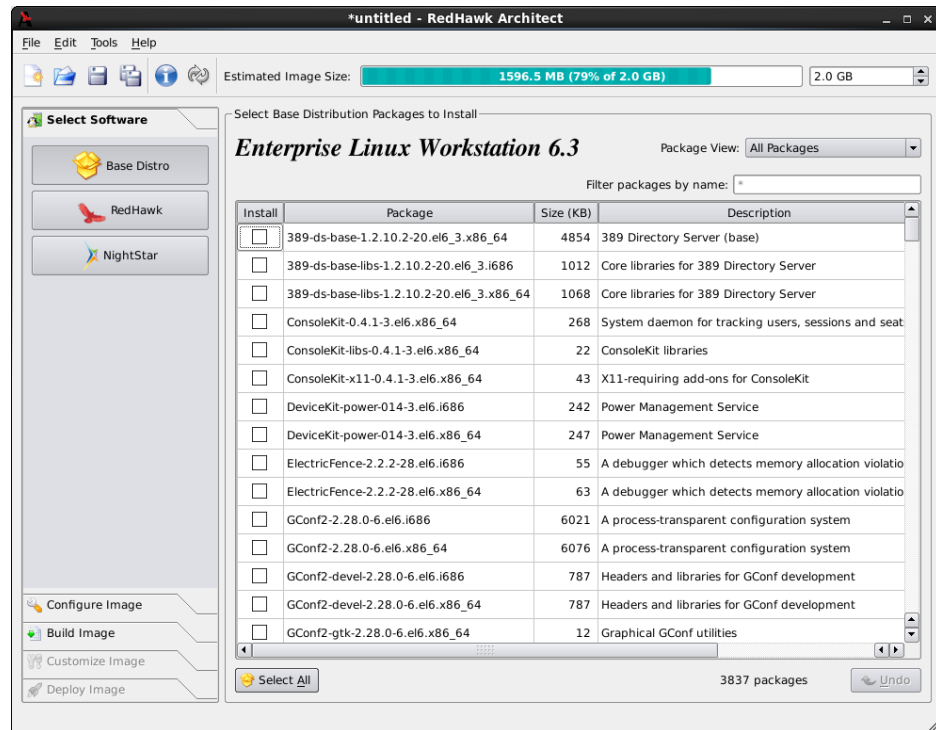 *untitled - RedHawk Architect
File Edit Tools Help
Estimated Image Size: 1596.5 MB (79% of 2.0 GB) 2.0 GB
Select Software
Base Distro
RedHawk
NightStar
Configure Image
Build Image
Customize Image
Deploy Image
Select Base Distribution Packages to Install
Enterprise Linux Workstation 6.3
Package View: All Packages
Filter packages by name: *
Install Package Size (KB) Description
389-ds-base-1.2.10.2-20.el6_3.x86_64 4854 389 Directory Server (base)
389-ds-base-libs-1.2.10.2-20.el6_3.i686 1012 Core libraries for 389 Directory Server
389-ds-base-libs-1.2.10.2-20.el6_3.x86_64 1068 Core libraries for 389 Directory Server
ConsoleKit-0.4.1-3.el6.x86_64 268 System daemon for tracking users, sessions and seat
ConsoleKit-libs-0.4.1-3.el6.x86_64 22 ConsoleKit libraries
ConsoleKit-x11-0.4.1-3.el6.x86_64 43 X11-requiring add-ons for ConsoleKit
DeviceKit-power-014-3.el6.i686 242 Power Management Service
DeviceKit-power-014-3.el6.x86_64 247 Power Management Service
ElectricFence-2.2.2-28.el6.i686 55 A debugger which detects memory allocation violatio
ElectricFence-2.2.2-28.el6.x86_64 63 A debugger which detects memory allocation violatio
GConf2-2.28.0-6.el6.i686 6021 A process-transparent configuration system
GConf2-2.28.0-6.el6.x86_64 6076 A process-transparent configuration system
GConf2-devel-2.28.0-6.el6.i686 787 Headers and libraries for GConf development
GConf2-devel-2.28.0-6.el6.x86_64 787 Headers and libraries for GConf development
GConf2-gtk-2.28.0-6.el6.x86_64 12 Graphical GConf utilities
Select All 3837 packages Undo